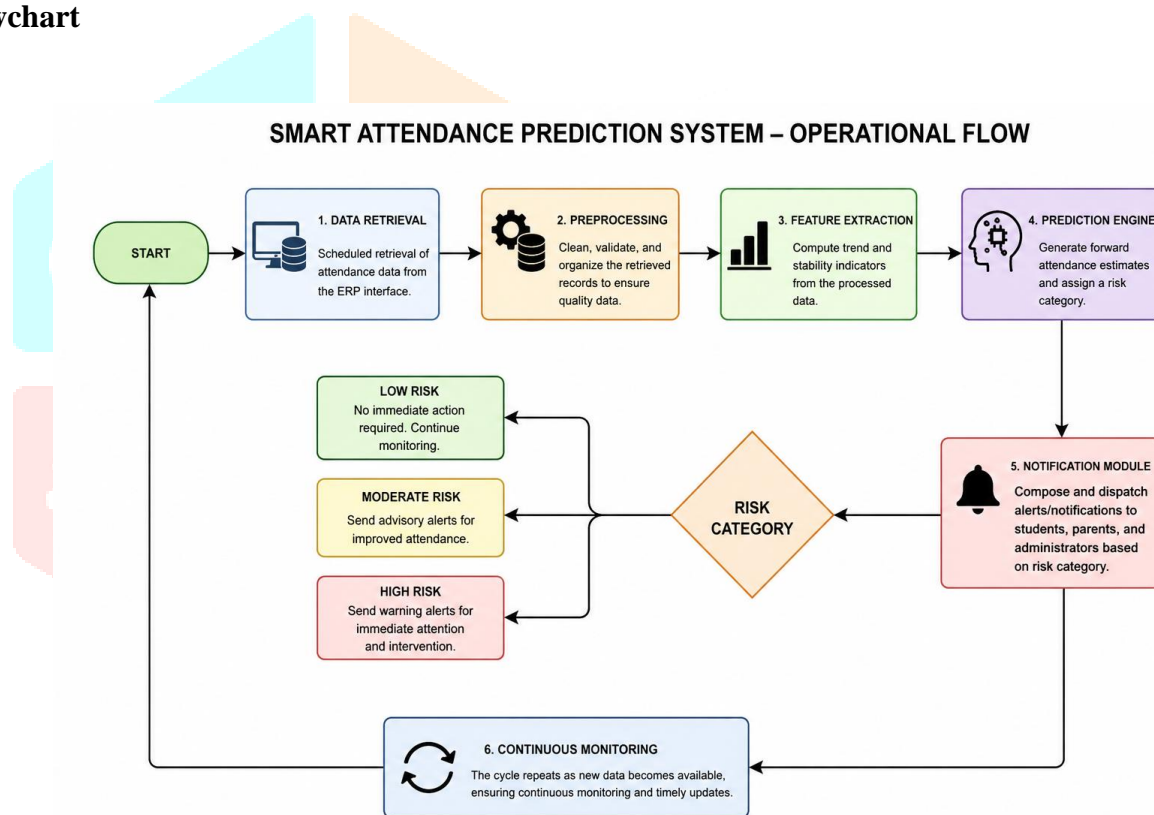 ychart
SMART ATTENDANCE PREDICTION SYSTEM – OPERATIONAL FLOW
START
1. DATA RETRIEVAL
Scheduled retrieval of
attendance data from
the ERP interface.
2. PREPROCESSING
Clean, validate, and
organize the retrieved
records to ensure
quality data.
3. FEATURE EXTRACTION
Compute trend and
stability indicators
from the processed
data.
4. PREDICTION ENGINE
Generate forward
attendance estimates
and assign a risk
category.
LOW RISK
No immediate action
required. Continue
monitoring.
MODERATE RISK
Send advisory alerts for
improved attendance.
HIGH RISK
Send warning alerts for
immediate attention
and intervention.
RISK
CATEGORY
5. NOTIFICATION MODULE
Compose and dispatch
alerts/notifications to
students, parents, and
administrators based
on risk category.
6. CONTINUOUS MONITORING
The cycle repeats as new data becomes available,
ensuring continuous monitoring and timely updates.